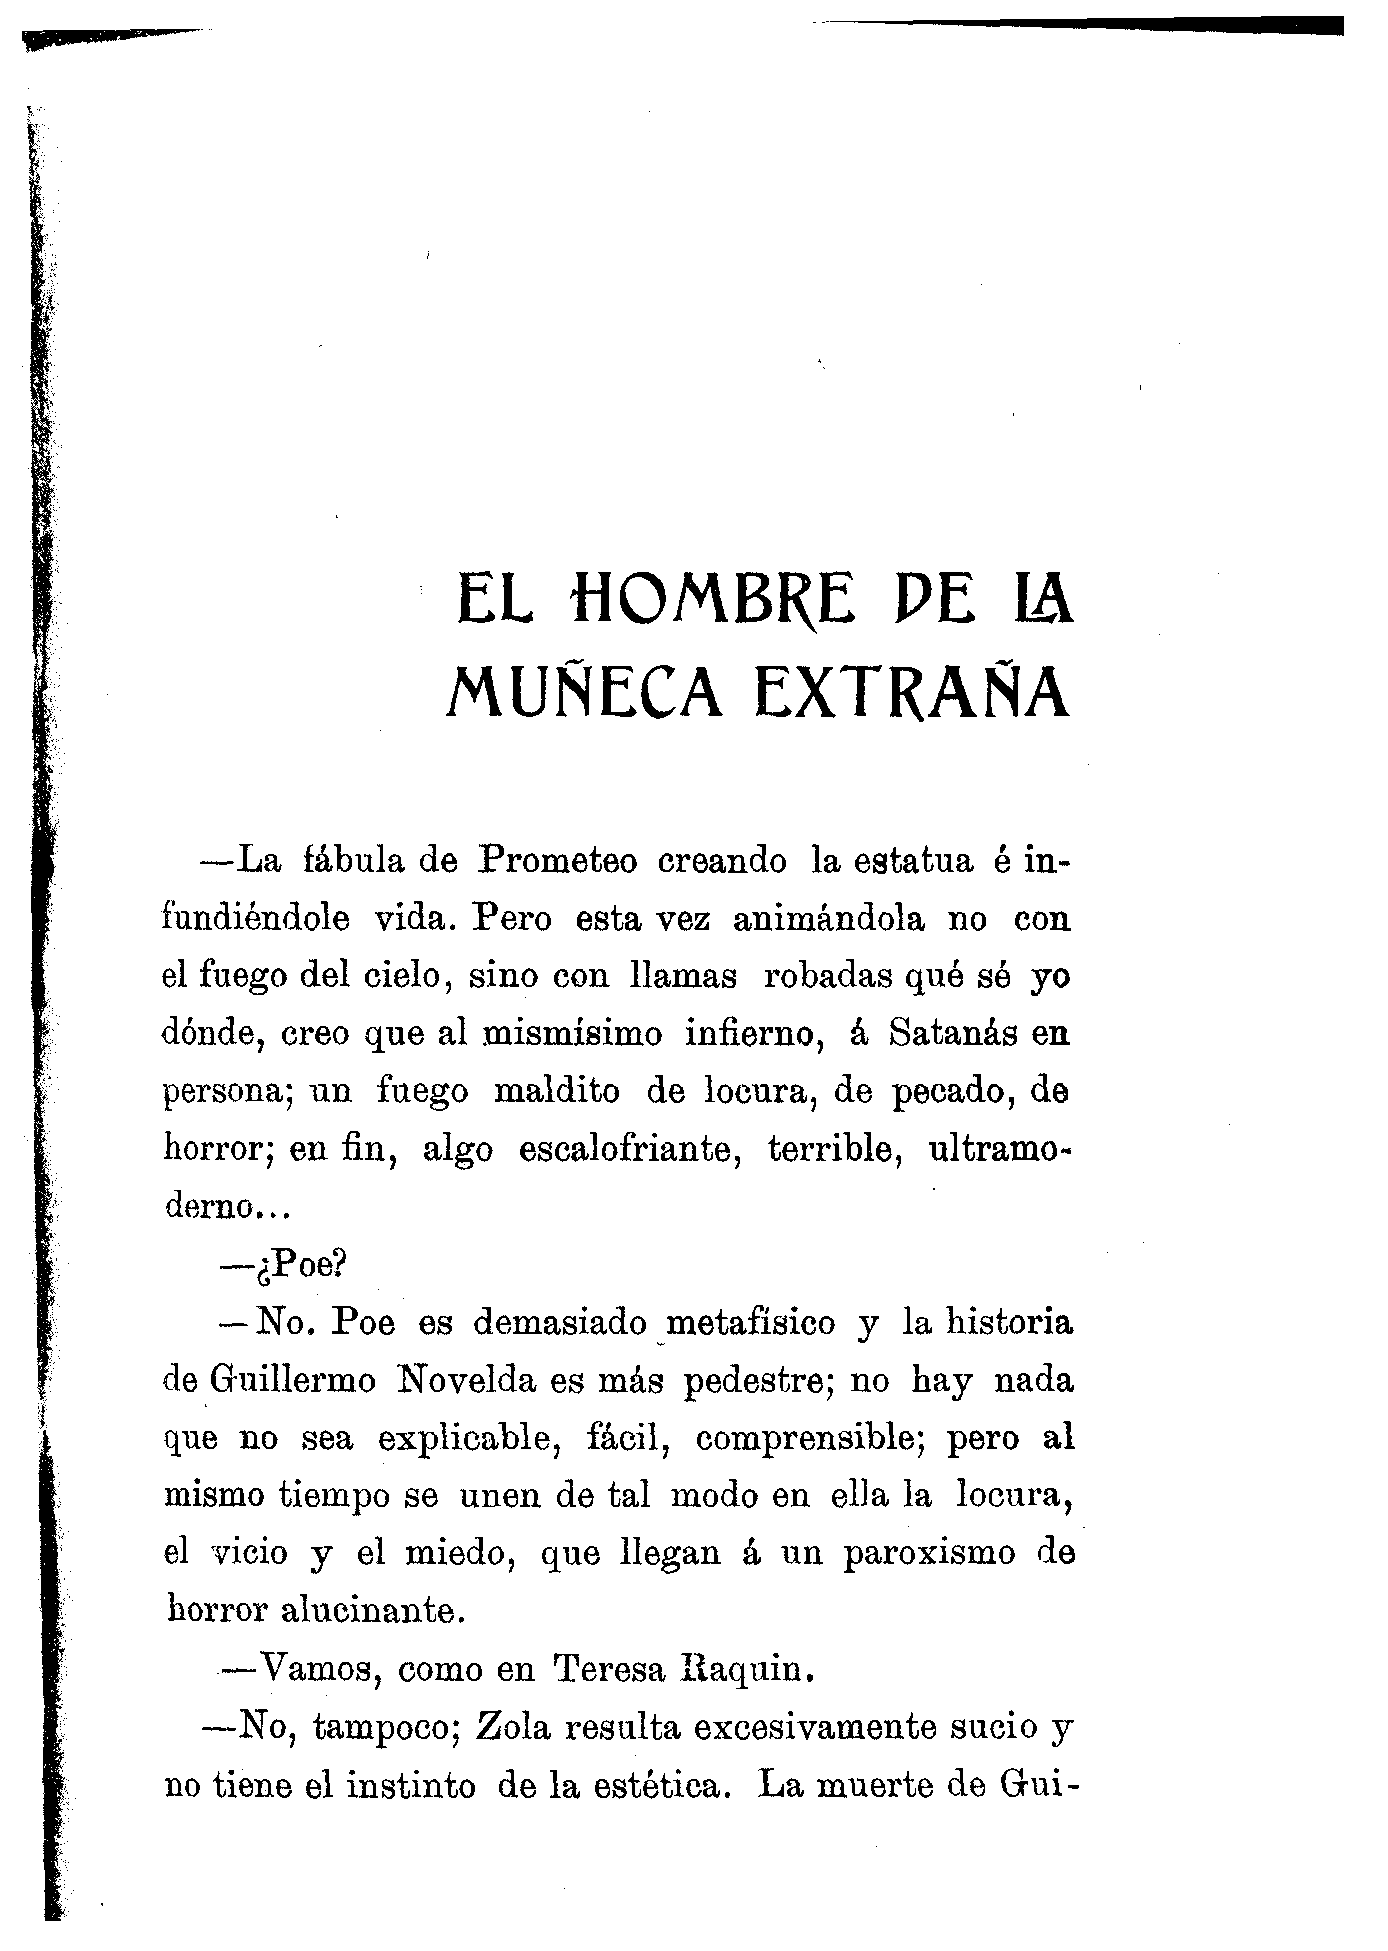 EL HOMBRE DE LA
MUÑECA EXTRAÑA
—La fábula de Prometeo creando la estatua é in-
fundiéndole vida. Pero esta vez animándola no con
el fuego del cielo, sino con llamas robadas qué sé yo
dónde, creo que al mismísimo infierno, á Satanás en
persona; un fuego maldito de locura, de pecado, de
horror; en fin, algo escalofriante, terrible, ultramo-
derno...
—¿Poe?
—No. Poe es demasiado metafísico y la historia
de Guillermo Novelda es más pedestre; no hay nada
que no sea explicable, fácil, comprensible; pero al
mismo tiempo se unen de tal modo en ella la locura,
el vicio y el miedo, que llegan á un paroxismo de
horror alucinante.
—Vamos, como en Teresa Raquin.
—No, tampoco; Zola resulta excesivamente sucio y
no tiene el instinto de la estética. La muerte de Gui-